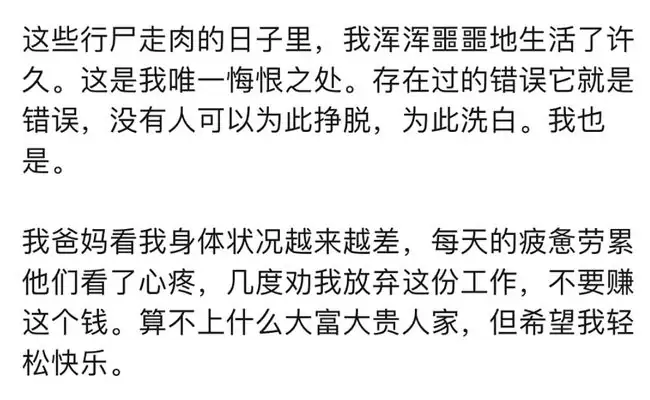 这些行尸走肉的日子里，我浑浑噩噩地生活了许
久。这是我唯一悔恨之处。存在过的错误它就是
错误，没有人可以为此挣脱，为此洗白。我也
是。
我爸妈看我身体状况越来越差，每天的疲惫劳累
他们看了心疼，几度劝我放弃这份工作，不要赚
这个钱。算不上什么大富大贵人家，但希望我轻
松快乐。